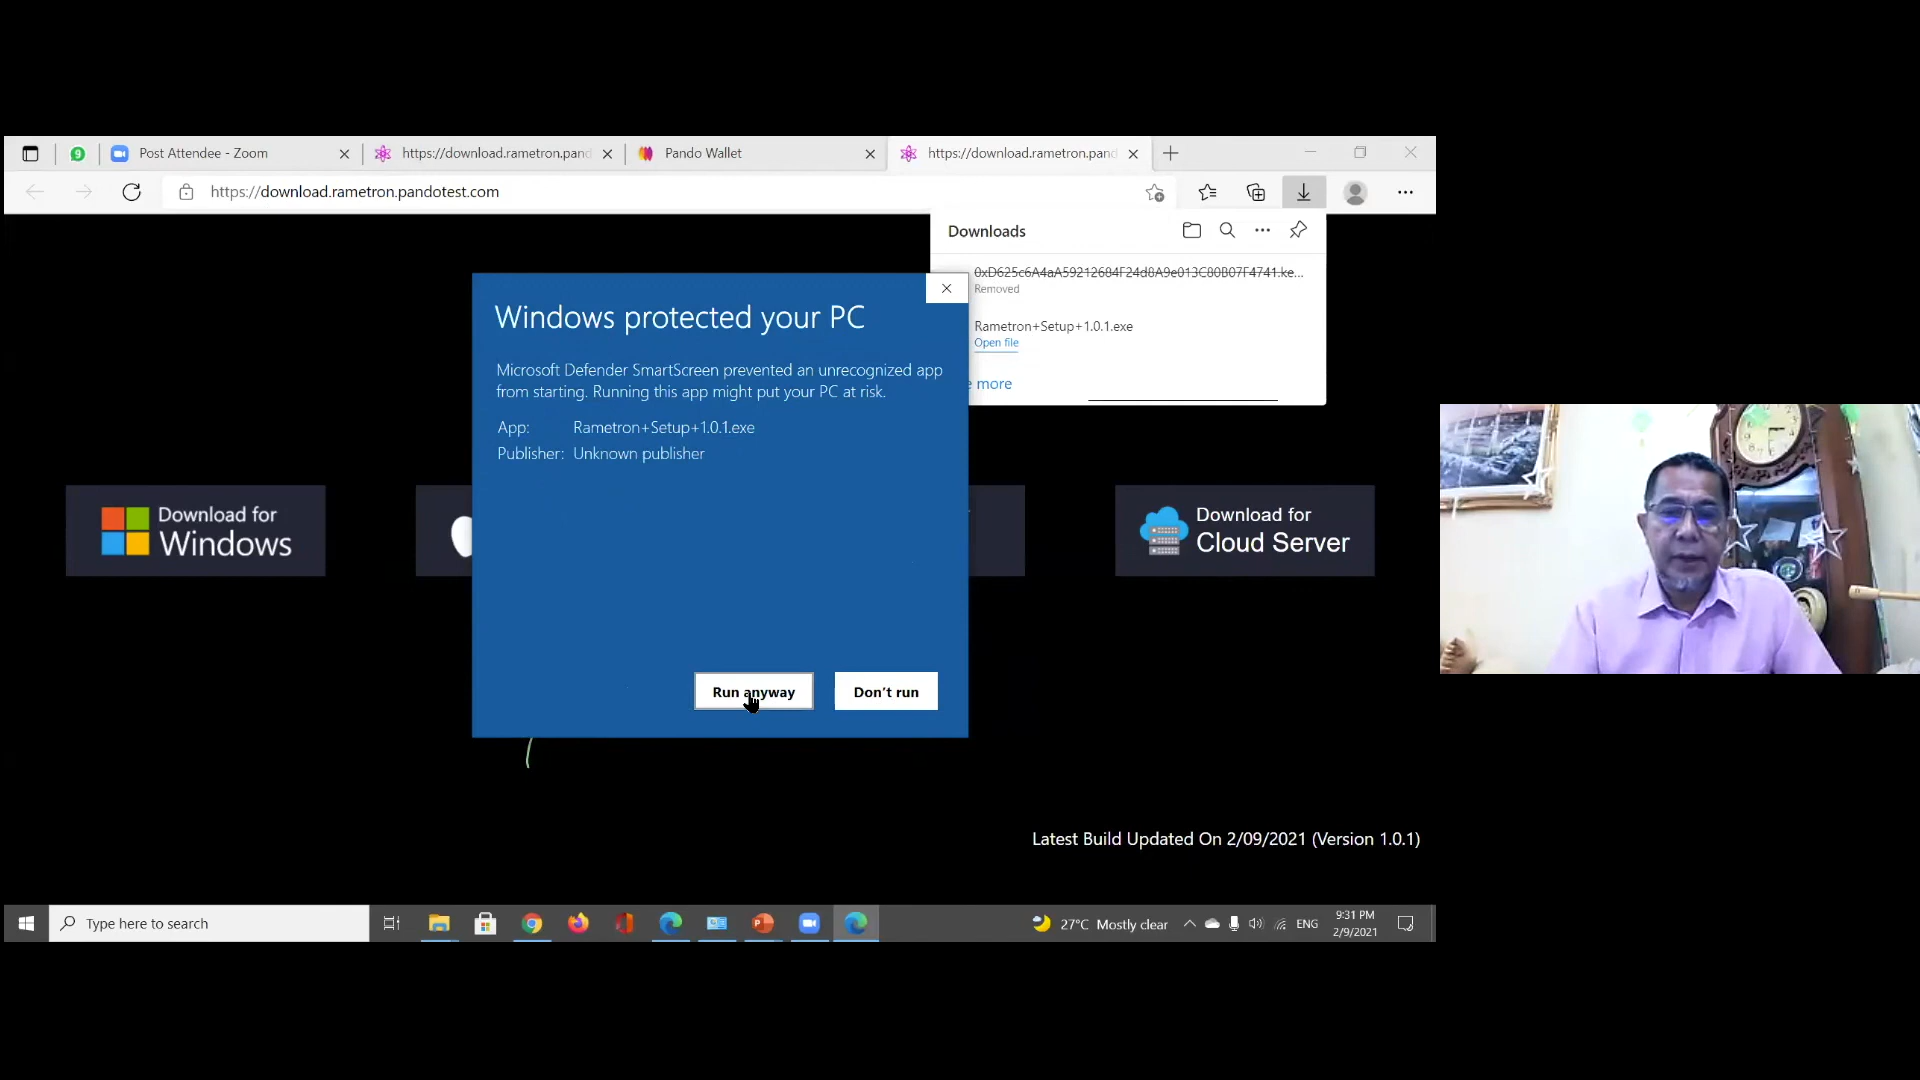 9
Post Attendee - Zoom
https://download.rametron.pand
Pando Wallet
https://download.rametron.pand
https://download.rametron.pandotest.com
Downloads
0xD625c6A4aA59212684F24d8A9e013C80B07F4741.ke...
Removed
Rametron+Setup+1.0.1.exe
Open file
e more
Windows protected your PC
Microsoft Defender SmartScreen prevented an unrecognized app
from starting. Running this app might put your PC at risk.
App: Rametron+Setup+1.0.1.exe
Publisher: Unknown publisher
Run anyway
Don't run
Download for
Windows
Download for
Cloud Server
Latest Build Updated On 2/09/2021 (Version 1.0.1)
Type here to search
27°C Mostly clear
ENG
9:31 PM
2/9/2021